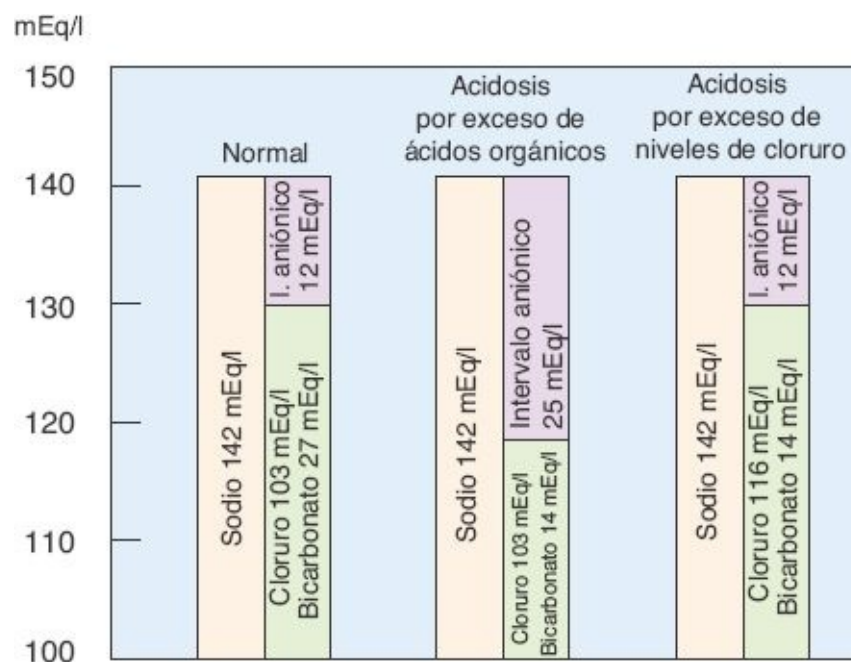 mEq/l
150
140
130
120
110
100
Normal
I. aniónico
12 mEq/l
Sodio 142 mEq/l
Cloruro 103 mEq/l
Bicarbonato 27 mEq/l
Acidosis
por exceso de
ácidos orgánicos
Intervalo aniónico
25 mEq/l
Sodio 142 mEq/l
Cloruro 103 mEq/l
Bicarbonato 14 mEq/l
Acidosis
por exceso de
niveles de cloruro
I. aniónico
12 mEq/l
Sodio 142 mEq/l
Cloruro 116 mEq/l
Bicarbonato 14 mEq/l